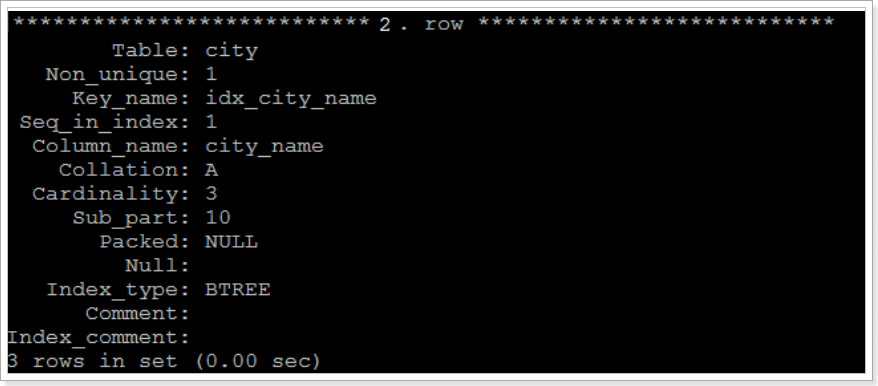 *************************** 2. row ***************************
Table: city
Non_unique: 1
Key_name: idx_city_name
Seq_in_index: 1
Column_name: city_name
Collation: A
Cardinality: 3
Sub_part: 10
Packed: NULL
Null:
Index_type: BTREE
Comment:
Index_comment:
3 rows in set (0.00 sec)